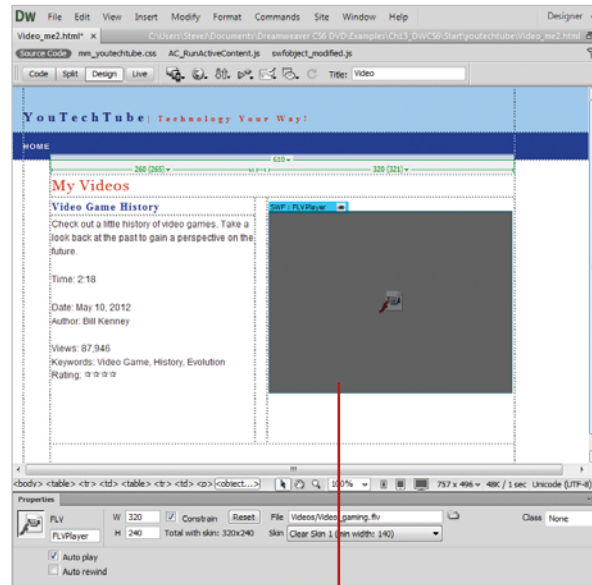 DW File Edit View Insert Modify Format Commands Site Window Help Designer
Video_me2.html* × C:\Users\SteveJ\Documents\Dreamweaver CS6 DVD\Examples\Ch13_DWCS6\Start\youtechtube\Video_me2.html
Source Code mm_youtechtube.css AC_RunActiveContent.js swfobject_modified.js
Code Split Design Live Title: Video
YouTechTube| Technology Your Way!
HOME
610
260 (265) 320 (321)
My Videos
Video Game History
SWF : FLVPlayer
Check out a little history of video games. Take a
look back at the past to gain a perspective on the
future.
Time: 2:18
Date: May 10, 2012
Author: Bill Kenney
Views: 87,946
Keywords: Video Game, History, Evolution
Rating: ☆☆☆☆
<body> <table> <tr> <td> <table> <tr> <td> <p> <object...> 100% 757 x 496 48K / 1 sec Unicode (UTF-8)
Properties
FLV W 320 Constrain Reset File Videos/Video_gaming.flv Class None
FLVPlayer H 240 Total with skin: 320x240 Skin Clear Skin 1 (min width: 140)
Auto play
Auto rewind